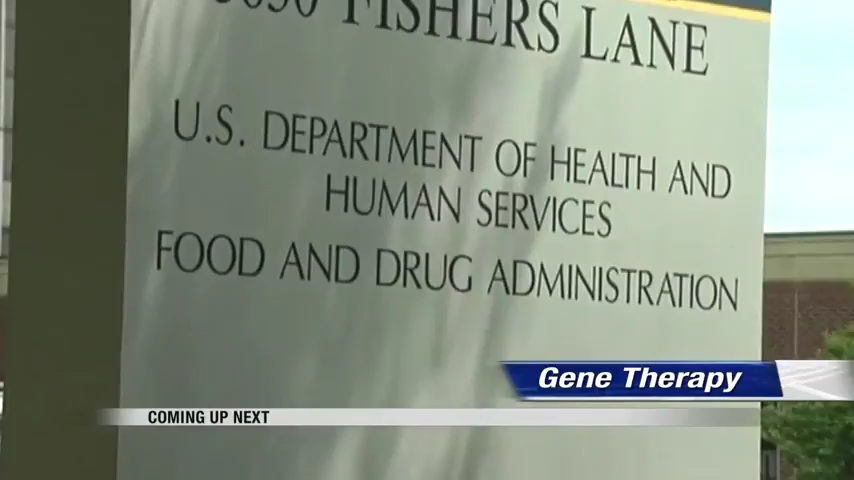 FISHERS LANE
U.S. DEPARTMENT OF HEALTH AND
HUMAN SERVICES
FOOD AND DRUG ADMINISTRATION
Gene Therapy
COMING UP NEXT